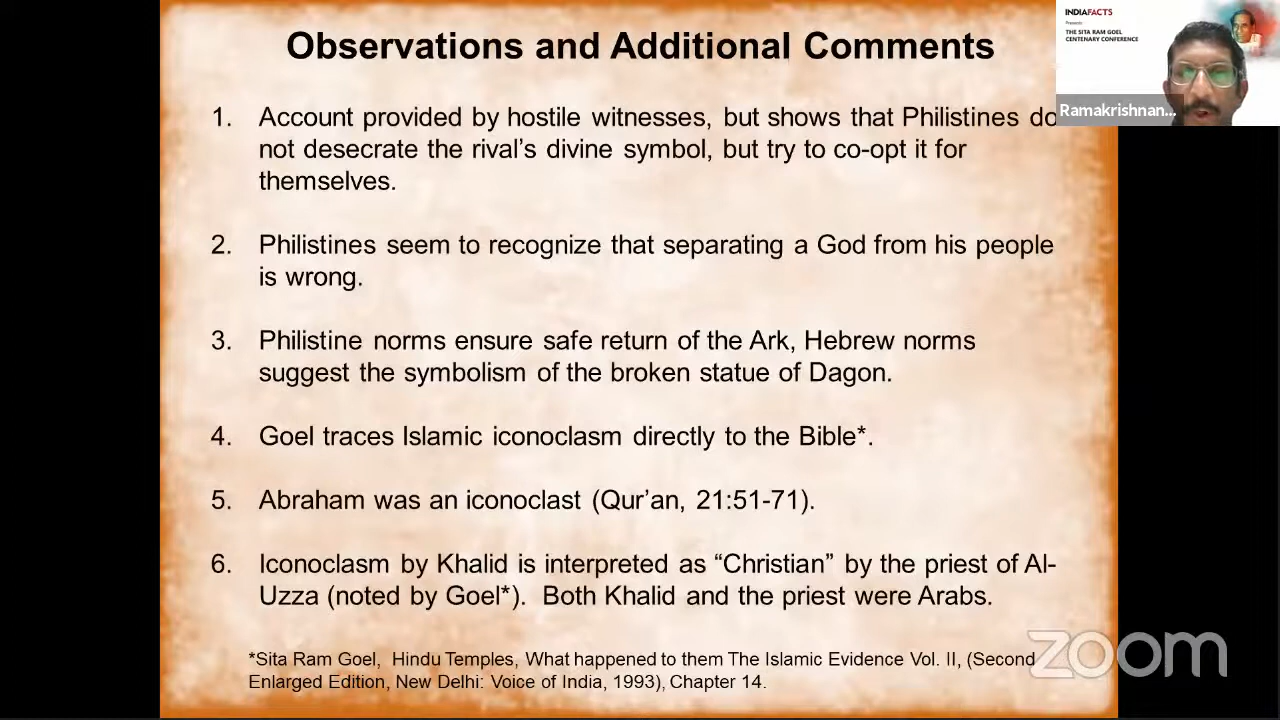 Observations and Additional Comments
1. Account provided by hostile witnesses, but shows that Philistines do
not desecrate the rival's divine symbol, but try to co-opt it for
themselves.
2. Philistines seem to recognize that separating a God from his people
is wrong.
3. Philistine norms ensure safe return of the Ark, Hebrew norms
suggest the symbolism of the broken statue of Dagon.
4. Goel traces Islamic iconoclasm directly to the Bible*.
5. Abraham was an iconoclast (Qur'an, 21:51-71).
6. Iconoclasm by Khalid is interpreted as “Christian” by the priest of Al-
Uzza (noted by Goel*). Both Khalid and the priest were Arabs.
*Sita Ram Goel, Hindu Temples, What happened to them The Islamic Evidence Vol. II, (Second
Enlarged Edition, New Delhi: Voice of India, 1993), Chapter 14.
INDIAFACTS
Presents
THE SITA RAM GOEL
CENTENARY CONFERENCE
Ramakrishnan...
zoom